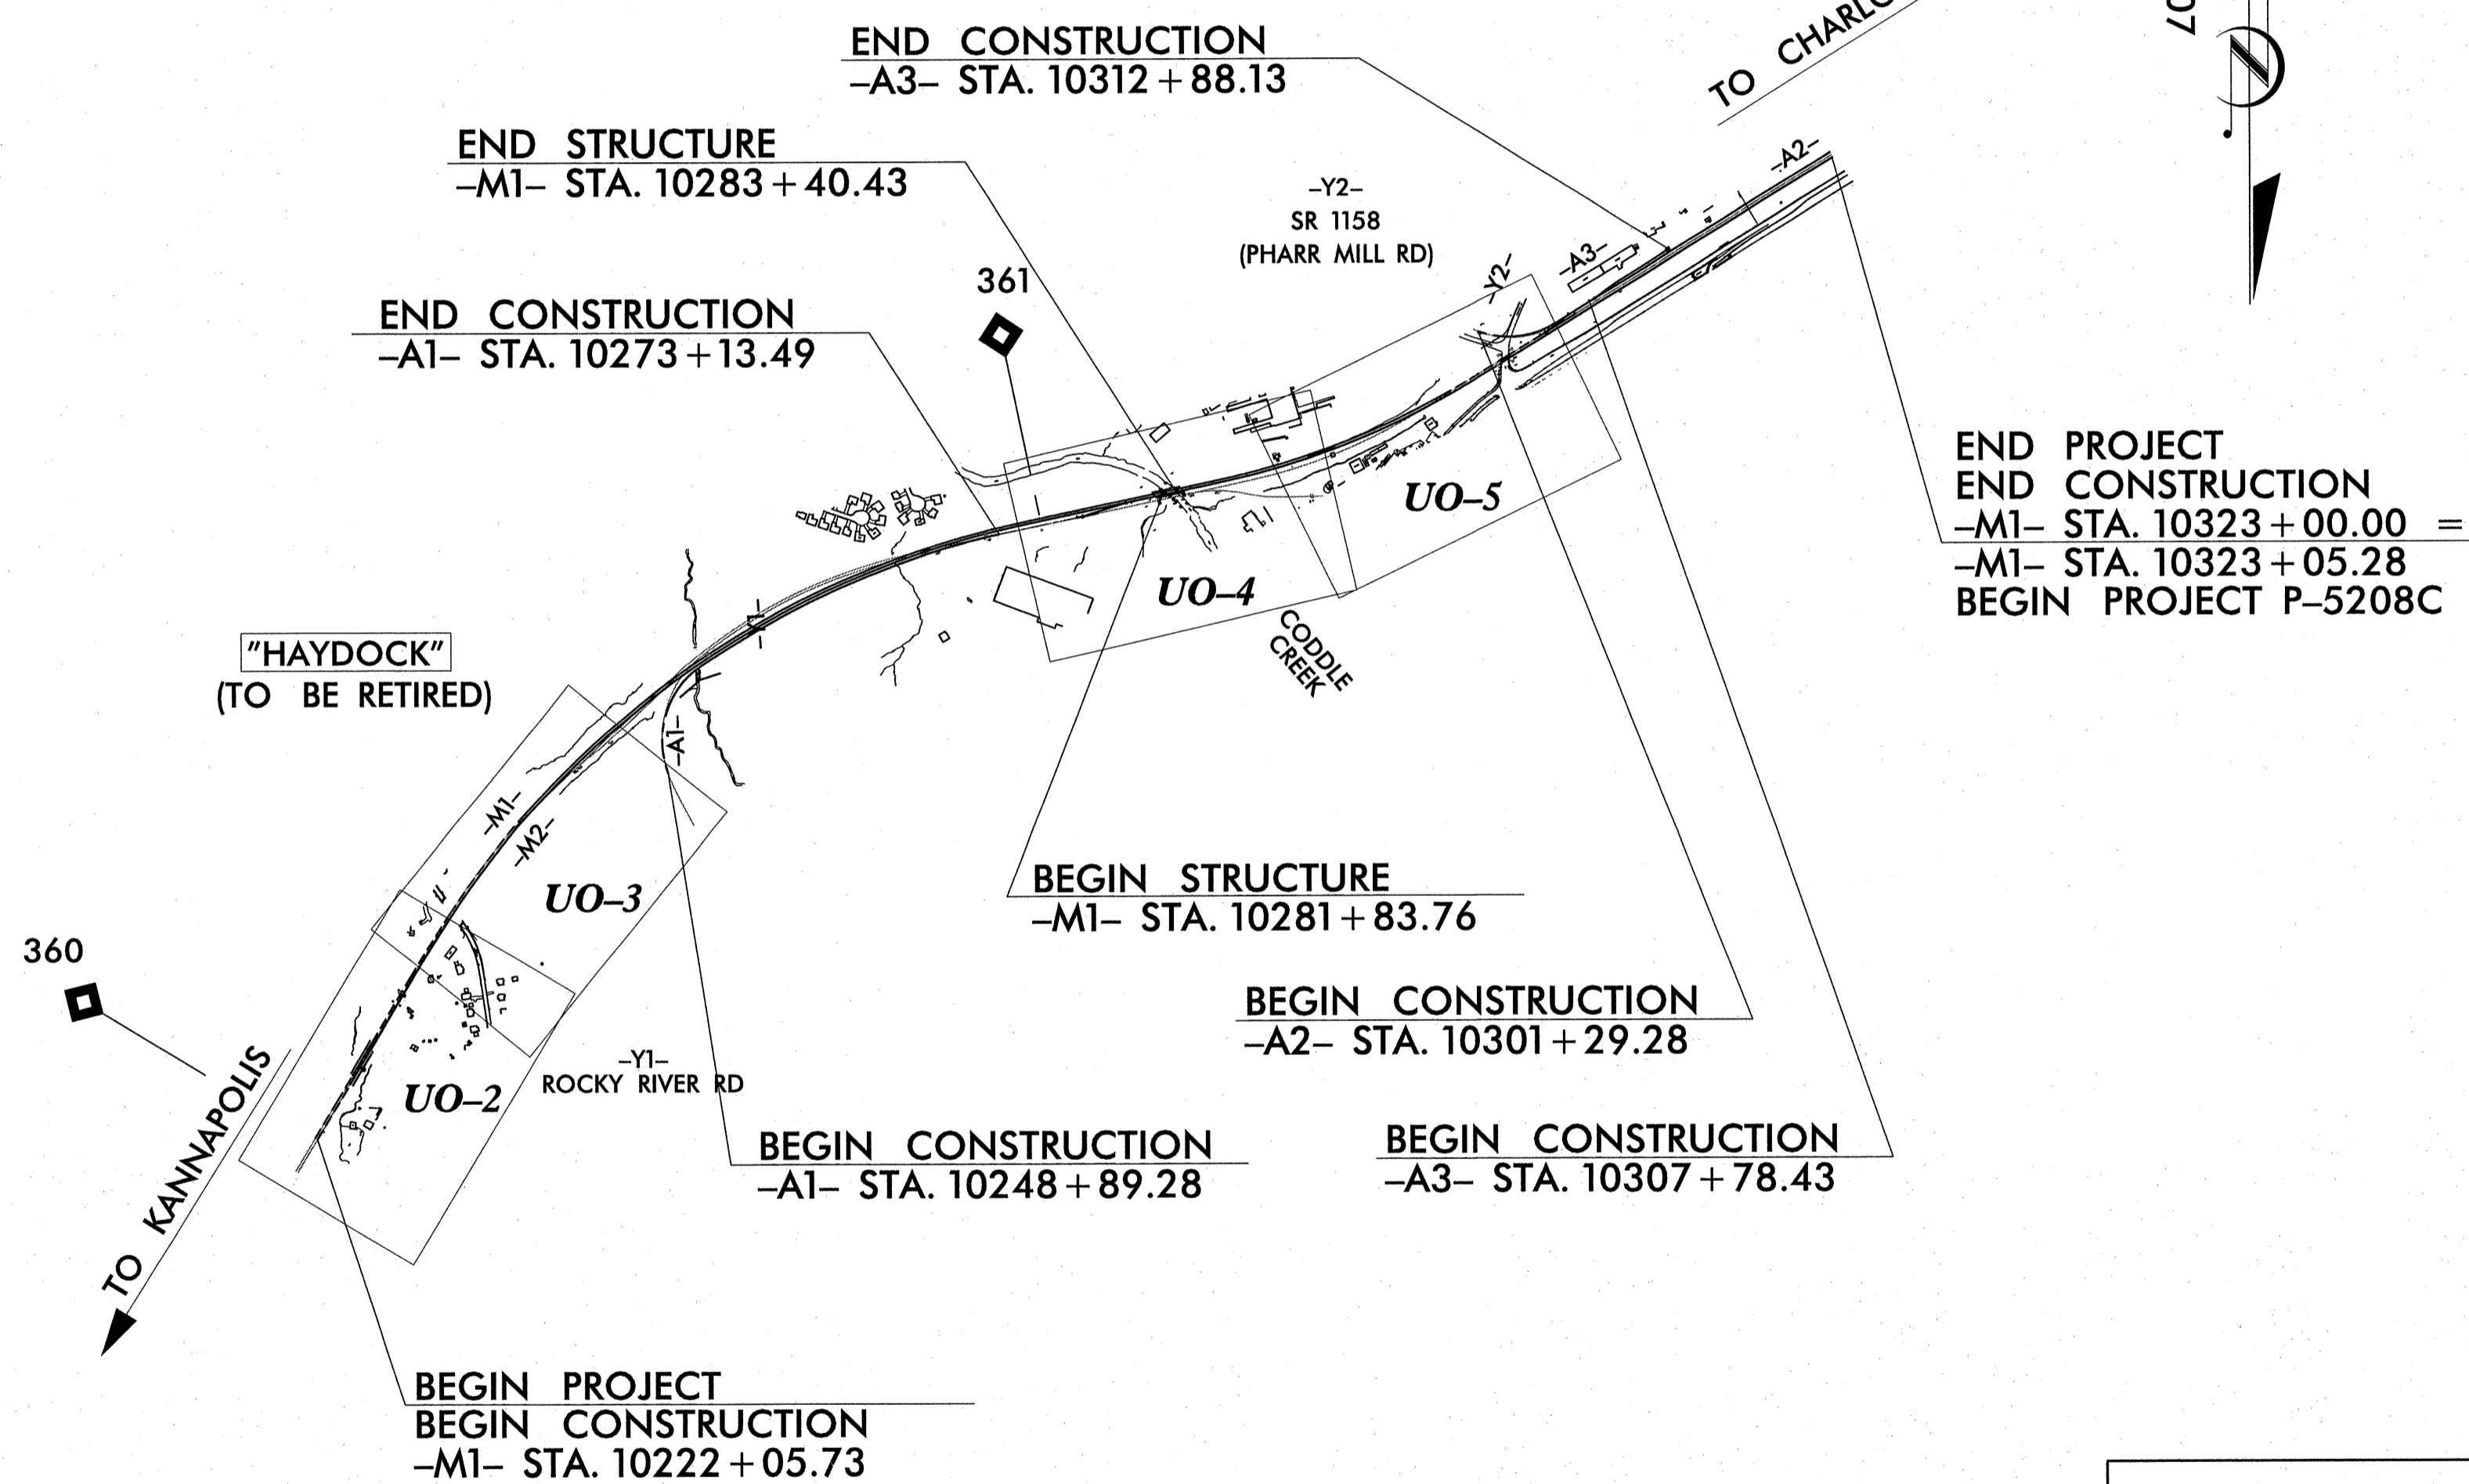 END CONSTRUCTION
–A3– STA. 10312+88.13
TO
07
END STRUCTURE
–M1– STA. 10283+40.43
–A2–
–Y2–
SR 1158
(PHARR MILL RD)
361
–Y2–
–A3–
END CONSTRUCTION
–A1– STA. 10273+13.49
END PROJECT
END CONSTRUCTION
–M1– STA. 10323+00.00 =
–M1– STA. 10323+05.28
BEGIN PROJECT P–5208C
UO–5
UO–4
CODDLE
CREEK
"HAYDOCK"
(TO BE RETIRED)
–A1–
–M1–
–M2–
UO–3
BEGIN STRUCTURE
–M1– STA. 10281+83.76
360
BEGIN CONSTRUCTION
–A2– STA. 10301+29.28
–Y1–
ROCKY RIVER RD
UO–2
TO KANNAPOLIS
BEGIN CONSTRUCTION
–A1– STA. 10248+89.28
BEGIN CONSTRUCTION
–A3– STA. 10307+78.43
BEGIN PROJECT
BEGIN CONSTRUCTION
–M1– STA. 10222+05.73